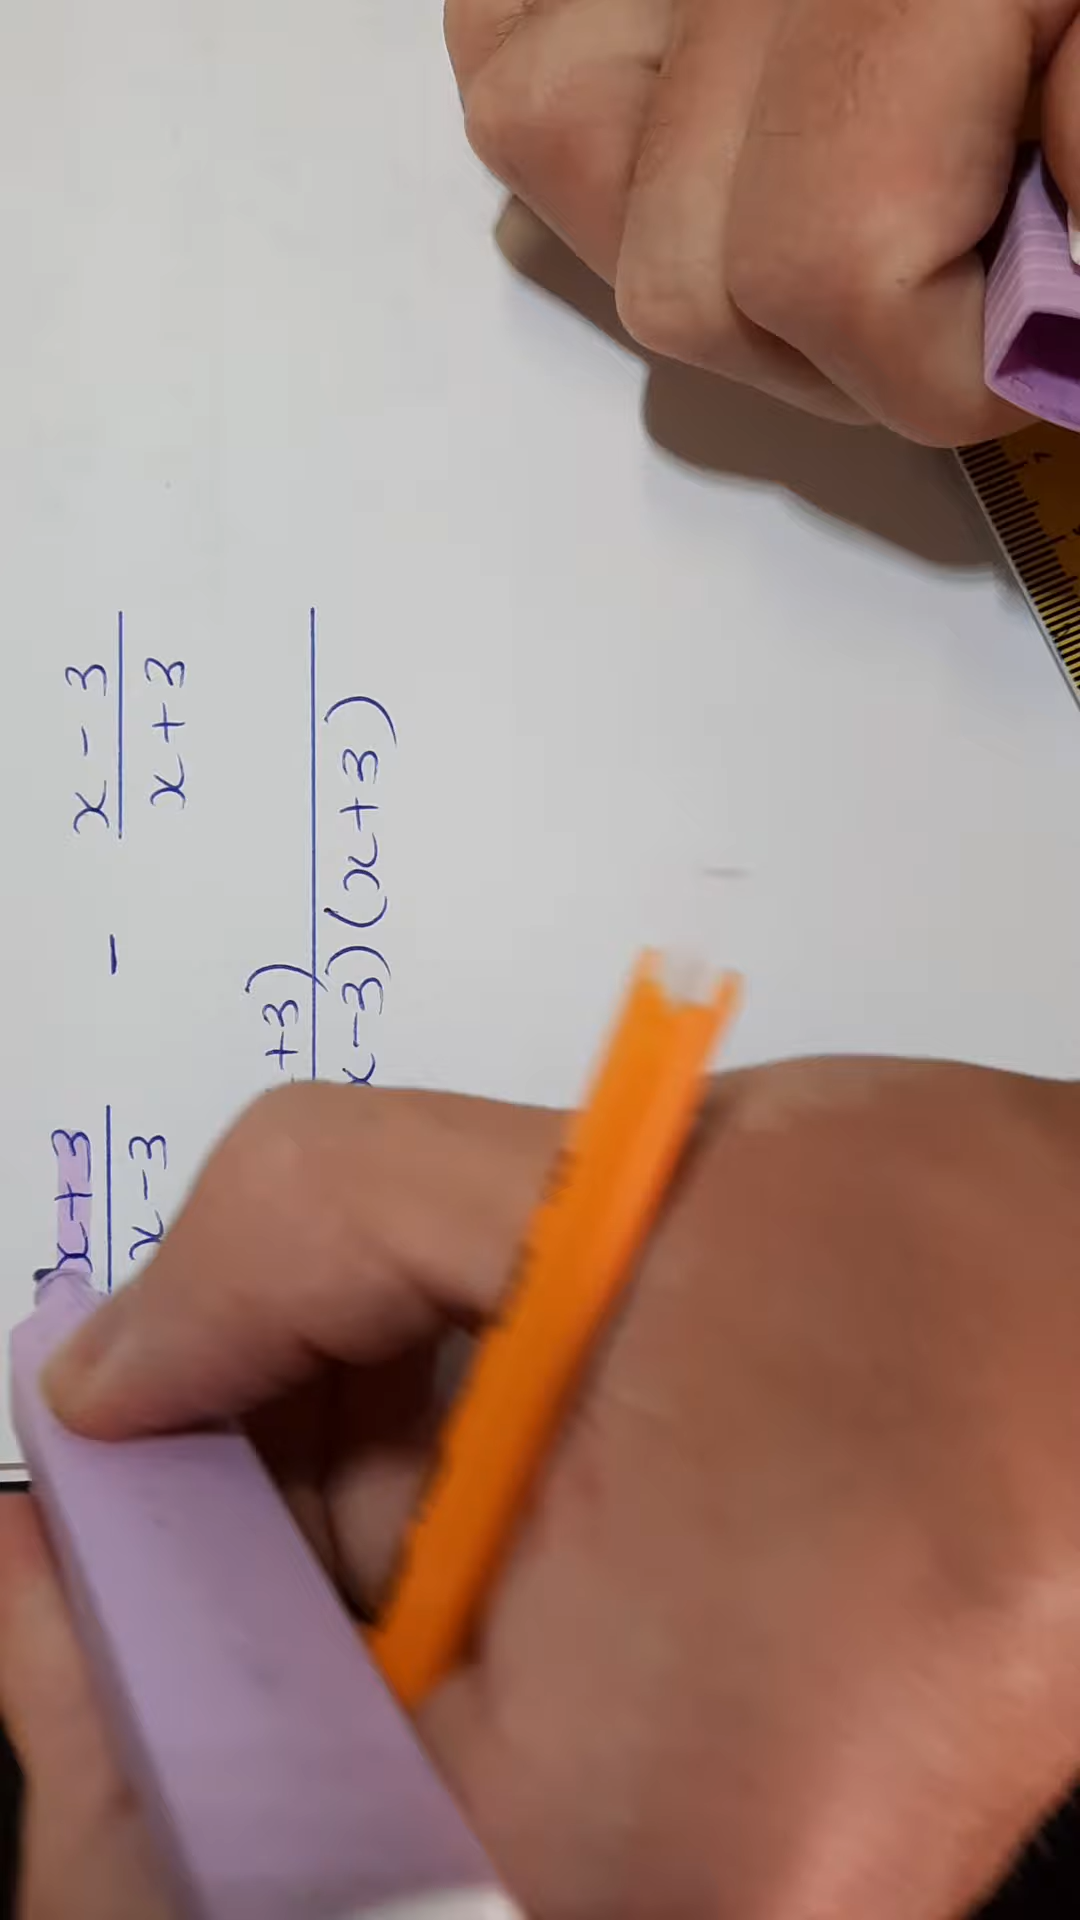 x+3 - x-3
x-3 x+3
+3)
x-3)(x+3)